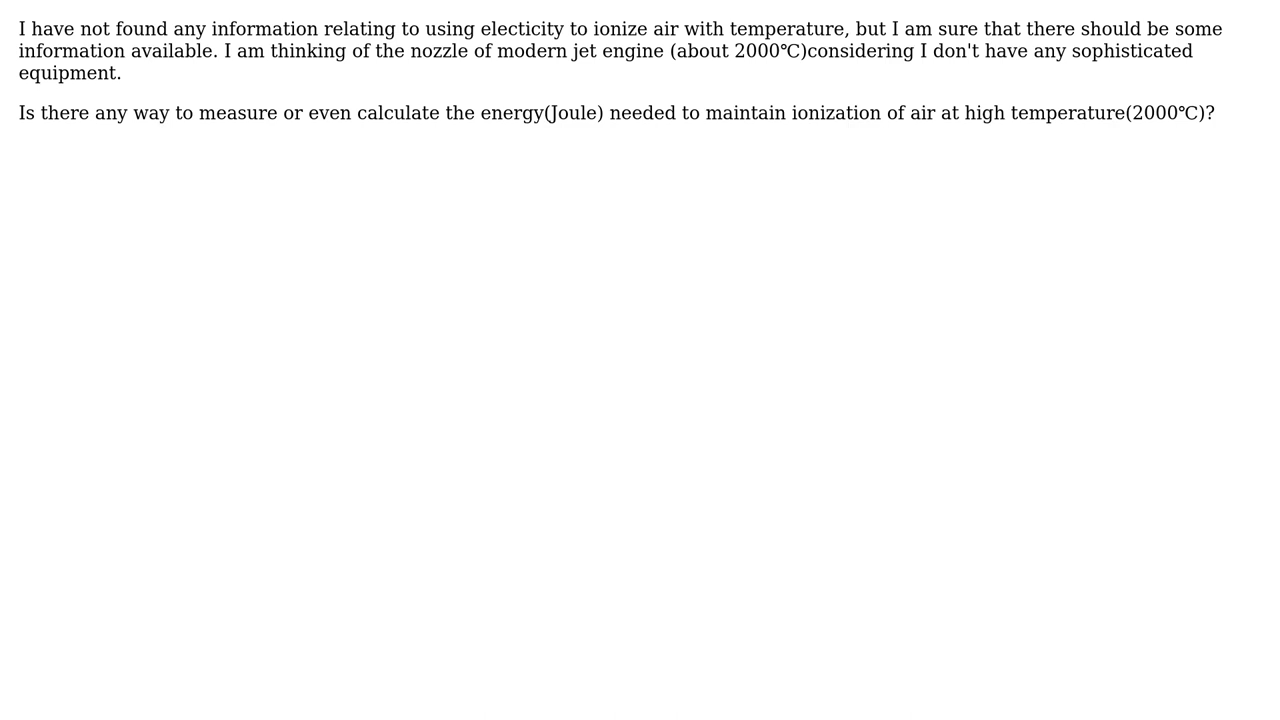 I have not found any information relating to using electicity to ionize air with temperature, but I am sure that there should be some
information available. I am thinking of the nozzle of modern jet engine (about 2000℃)considering I don't have any sophisticated
equipment.
Is there any way to measure or even calculate the energy(Joule) needed to maintain ionization of air at high temperature(2000℃)?